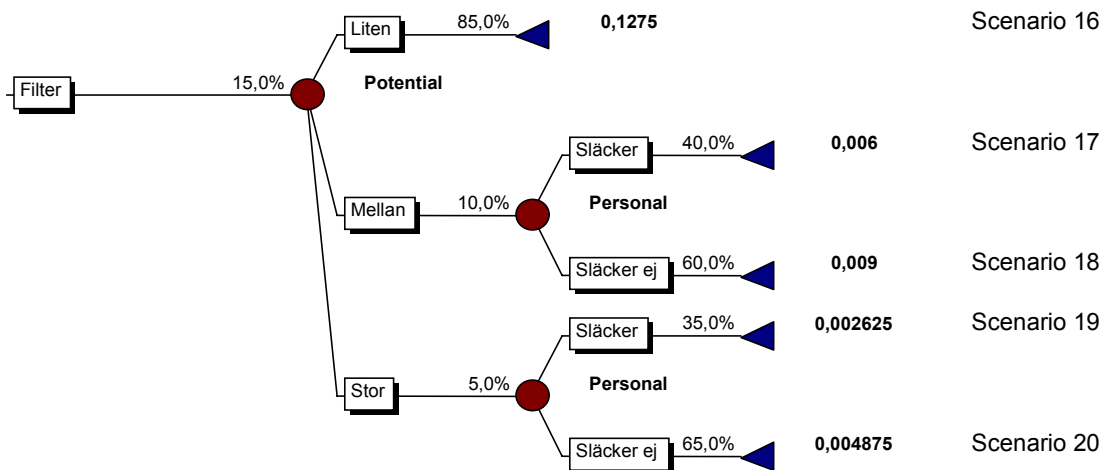 Liten 85,0% 0,1275 Scenario 16
Filter 15,0% Potential
Släcker 40,0% 0,006 Scenario 17
Mellan 10,0% Personal
Släcker ej 60,0% 0,009 Scenario 18
Släcker 35,0% 0,002625 Scenario 19
Stor 5,0% Personal
Släcker ej 65,0% 0,004875 Scenario 20